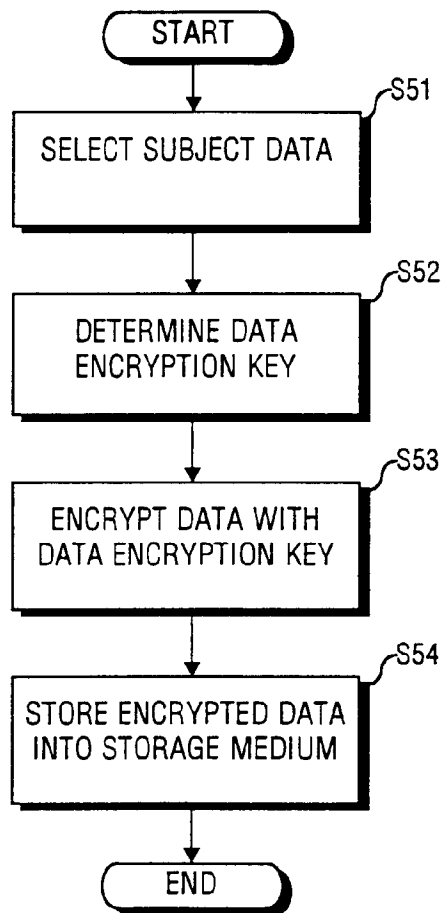 START
S51
SELECT SUBJECT DATA
S52
DETERMINE DATA
ENCRYPTION KEY
S53
ENCRYPT DATA WITH
DATA ENCRYPTION KEY
S54
STORE ENCRYPTED DATA
INTO STORAGE MEDIUM
END